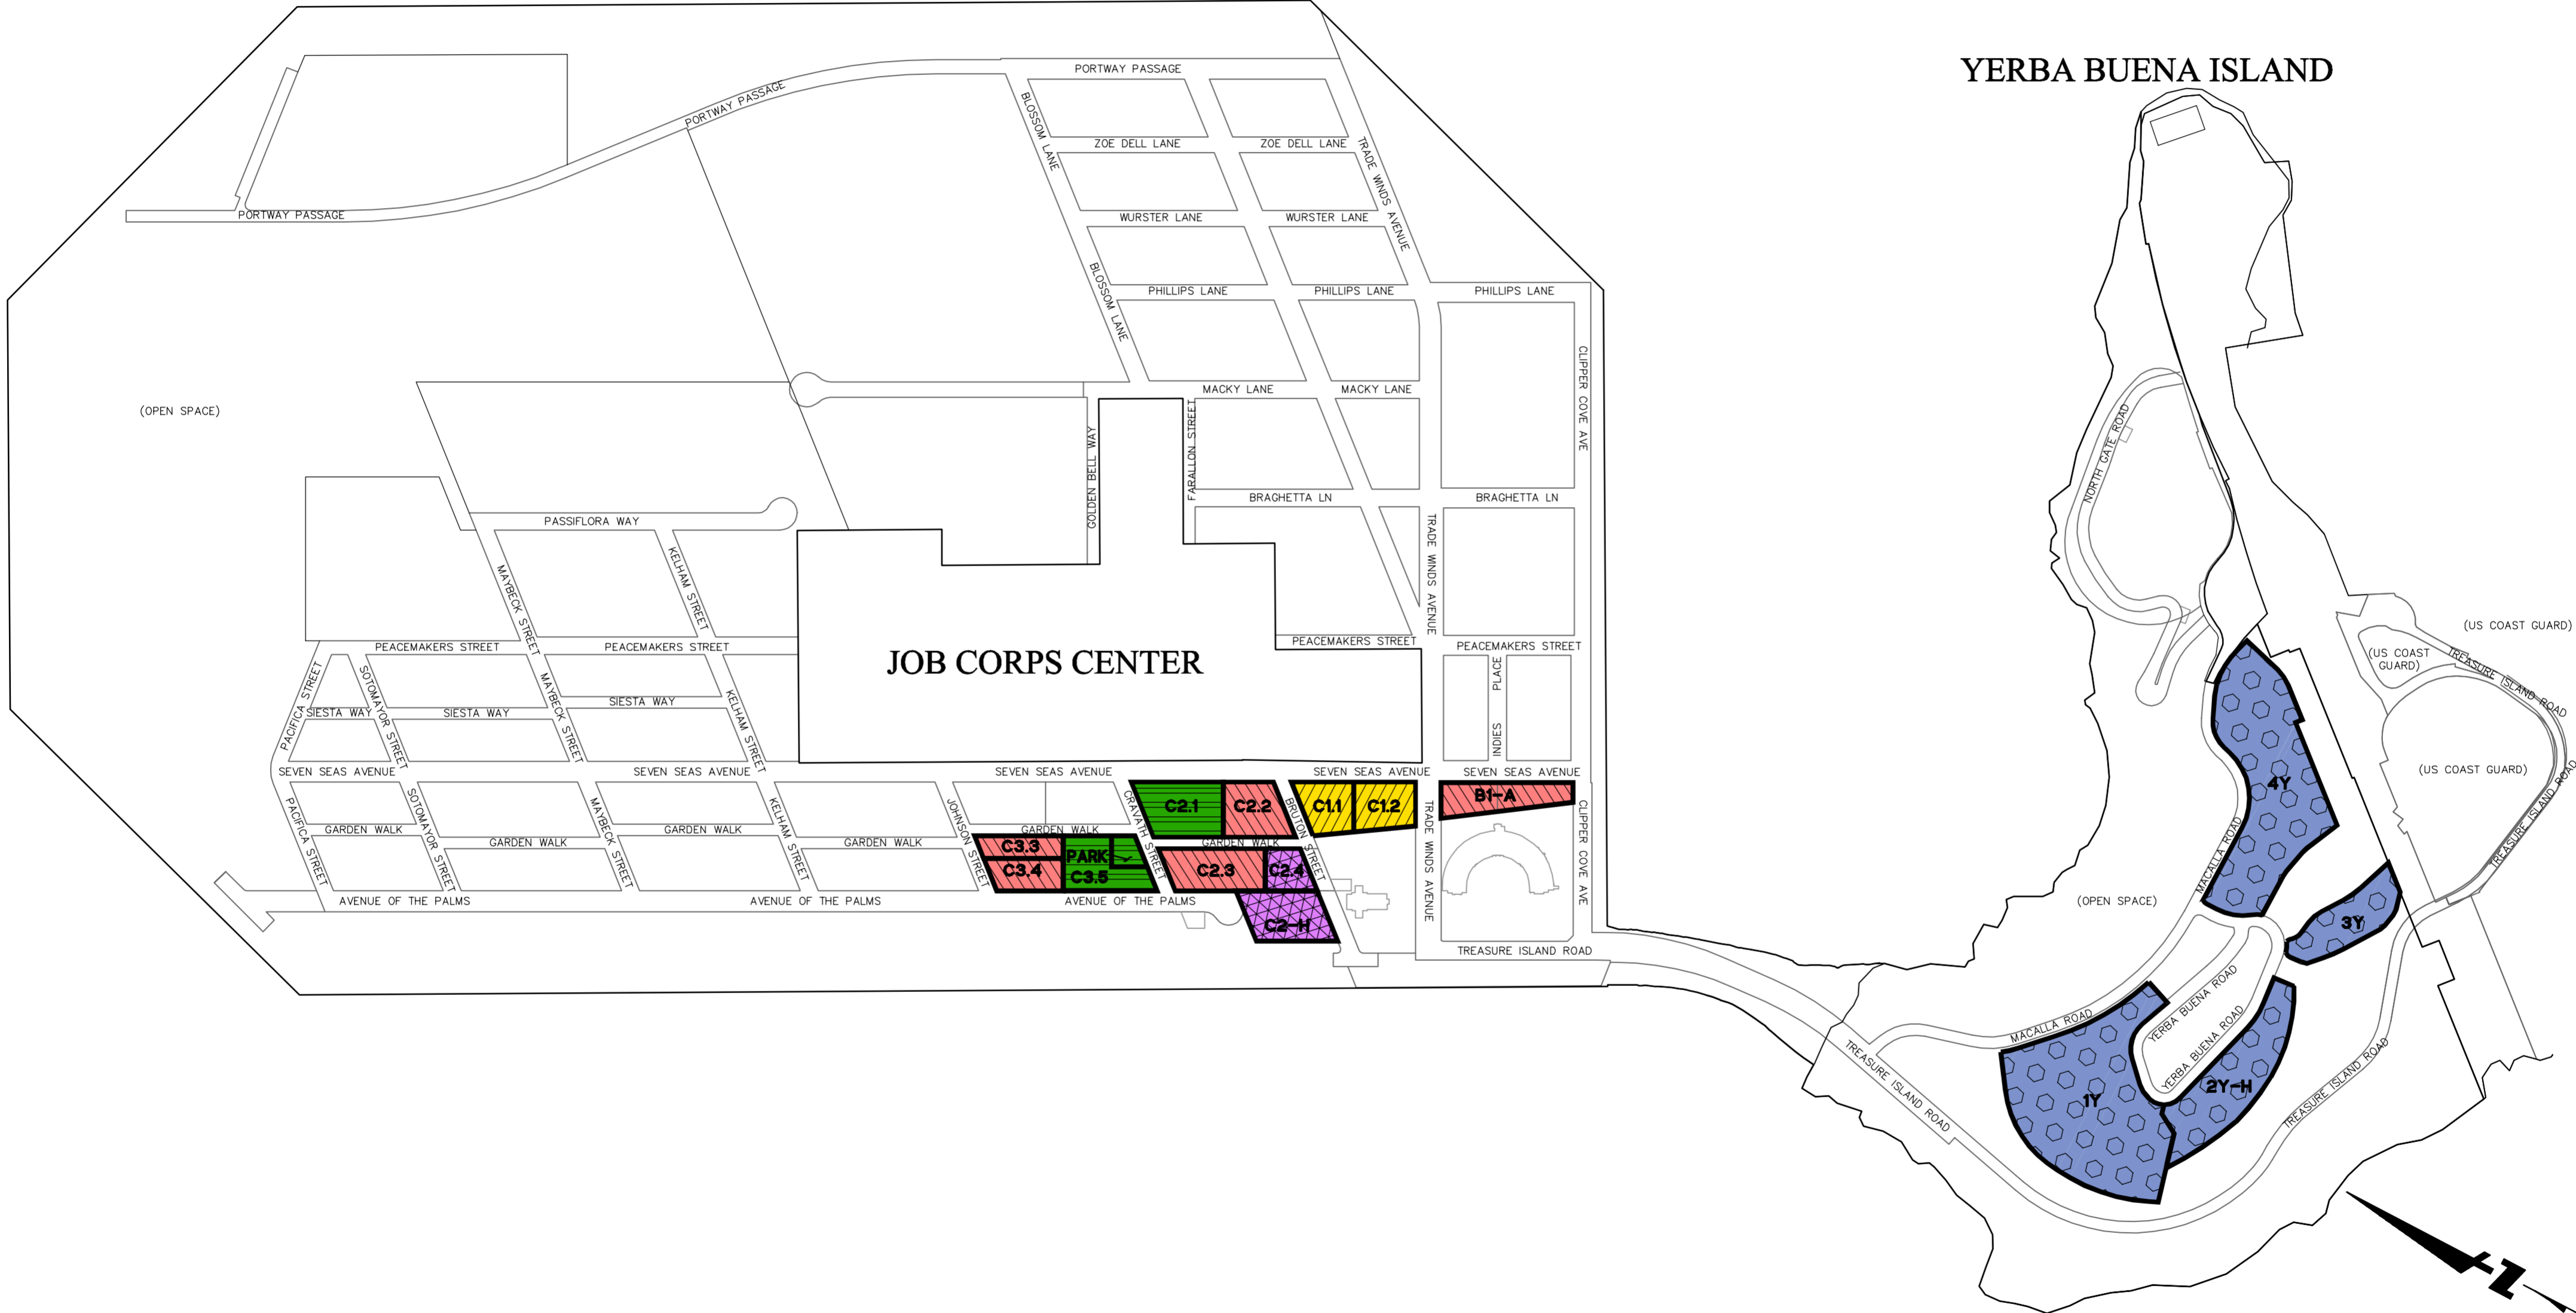 YERBA BUENA ISLAND
PORTWAY PASSAGE
PORTWAY PASSAGE
PORTWAY PASSAGE
BLOSSOM LANE
ZOE DELL LANE
ZOE DELL LANE
TRADE WINDS AVENUE
WURSTER LANE
WURSTER LANE
BLOSSOM LANE
PHILLIPS LANE
PHILLIPS LANE
PHILLIPS LANE
CLIPPER COVE AVE
MACKY LANE
MACKY LANE
(OPEN SPACE)
GOLDEN BELL WAY
FARALLON STREET
NORTH GATE ROAD
BRAGHETTA LN
BRAGHETTA LN
PASSIFLORA WAY
MAYBECK STREET
KELHAM STREET
TRADE WINDS AVENUE
PEACEMAKERS STREET
PEACEMAKERS STREET
PEACEMAKERS STREET
PEACEMAKERS STREET
JOB CORPS CENTER
INDIES PLACE
(US COAST GUARD)
(US COAST
GUARD)
TREASURE ISLAND ROAD
PACIFICA STREET
SOTOMAYOR STREET
MAYBECK STREET
KELHAM STREET
SIESTA WAY
SIESTA WAY
SIESTA WAY
SEVEN SEAS AVENUE
SEVEN SEAS AVENUE
SEVEN SEAS AVENUE
SEVEN SEAS AVENUE
SEVEN SEAS AVENUE
(US COAST GUARD)
TREASURE ISLAND ROAD
TREASURE ISLAND ROAD
4Y
PACIFICA STREET
SOTOMAYOR STREET
MAYBECK STREET
KELHAM STREET
JOHNSON STREET
CRAVATH STREET
C2.1
C2.2
BRUTON STREET
C1.1
C1.2
B1-A
TRADE WINDS AVENUE
CLIPPER COVE AVE
GARDEN WALK
GARDEN WALK
GARDEN WALK
GARDEN WALK
GARDEN WALK
GARDEN WALK
C3.3
C3.4
PARK
C3.5
C2.3
C2.4
C2-H
MACALLA ROAD
AVENUE OF THE PALMS
AVENUE OF THE PALMS
AVENUE OF THE PALMS
(OPEN SPACE)
3Y
TREASURE ISLAND ROAD
YERBA BUENA ROAD
YERBA BUENA ROAD
MACALLA ROAD
TREASURE ISLAND ROAD
1Y
2Y-H
TREASURE ISLAND ROAD
N